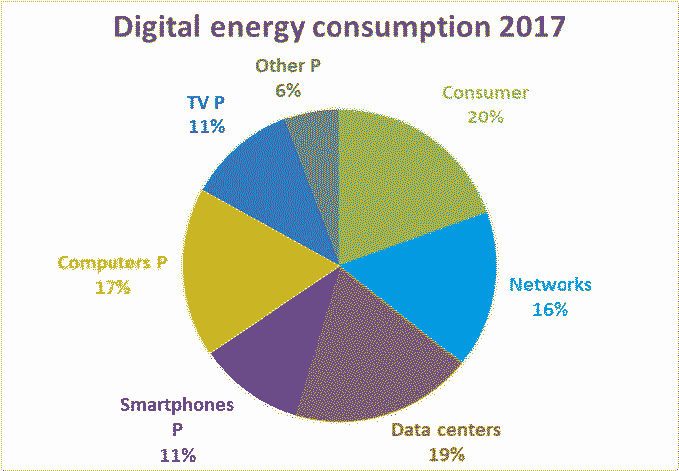 Digital energy consumption 2017
Other P
6%
Consumer
20%
TV P
11%
Networks
16%
Computers P
17%
Smartphones
P
11%
Data centers
19%